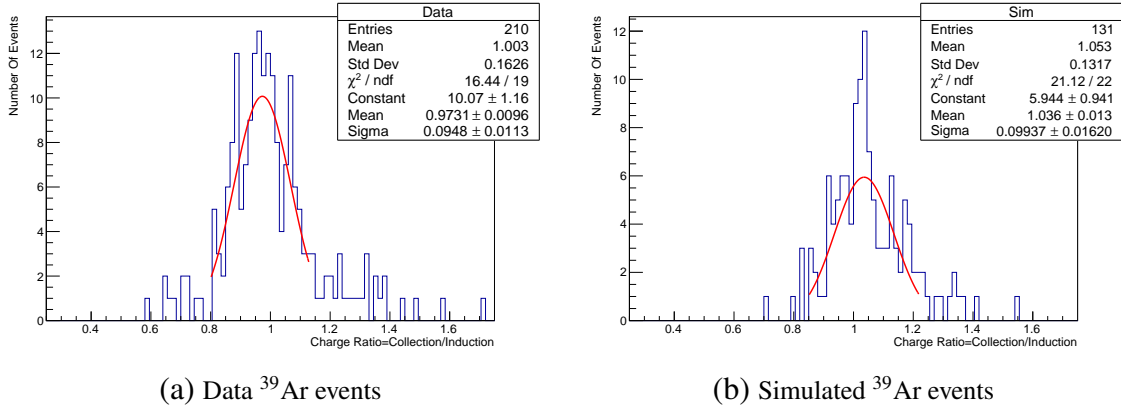 Data
Entries 210
Mean 1.003
Std Dev 0.1626
χ² / ndf 16.44 / 19
Constant 10.07 ± 1.16
Mean 0.9731 ± 0.0096
Sigma 0.0948 ± 0.0113
Number Of Events
12
10
8
6
4
2
0
0.4 0.6 0.8 1 1.2 1.4 1.6
Charge Ratio=Collection/Induction
(a) Data ³⁹Ar events
Sim
Entries 131
Mean 1.053
Std Dev 0.1317
χ² / ndf 21.12 / 22
Constant 5.944 ± 0.941
Mean 1.036 ± 0.013
Sigma 0.09937 ± 0.01620
Number Of Events
12
10
8
6
4
2
0
0.4 0.6 0.8 1 1.2 1.4 1.6
Charge Ratio=Collection/Induction
(b) Simulated ³⁹Ar events